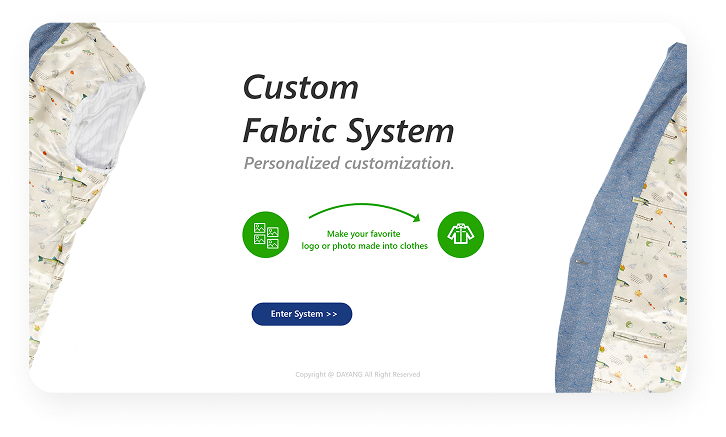 Custom
Fabric System
Personalized customization.
Make your favorite
logo or photo made into clothes
Enter System >>
Copyright @ DAYANG All Right Reserved